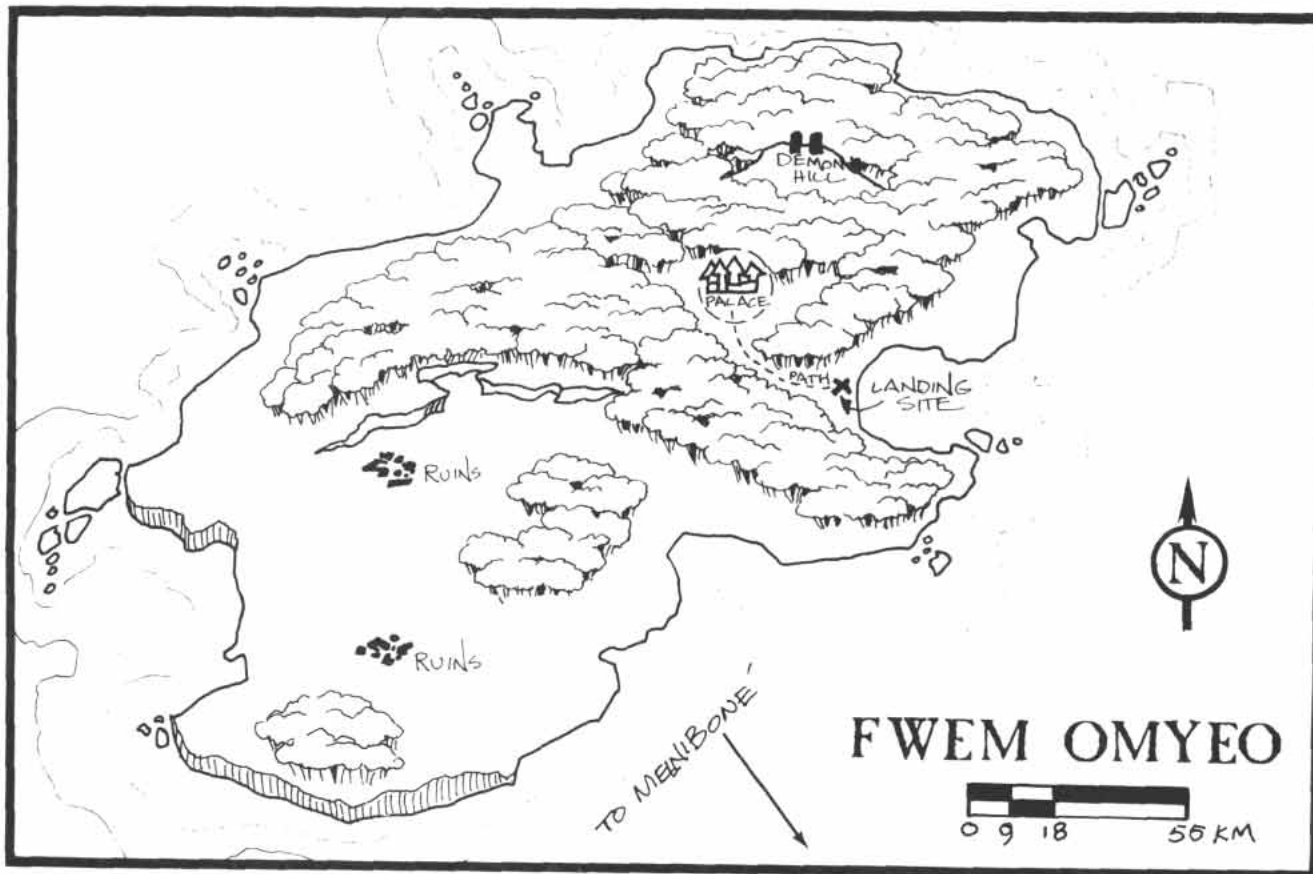 DEMON
HILL
PALACE
PATH
LANDING
SITE
RUINS
RUINS
N
TO MELNIBONÉ
FWEM OMYEO
0 9 18 55 KM